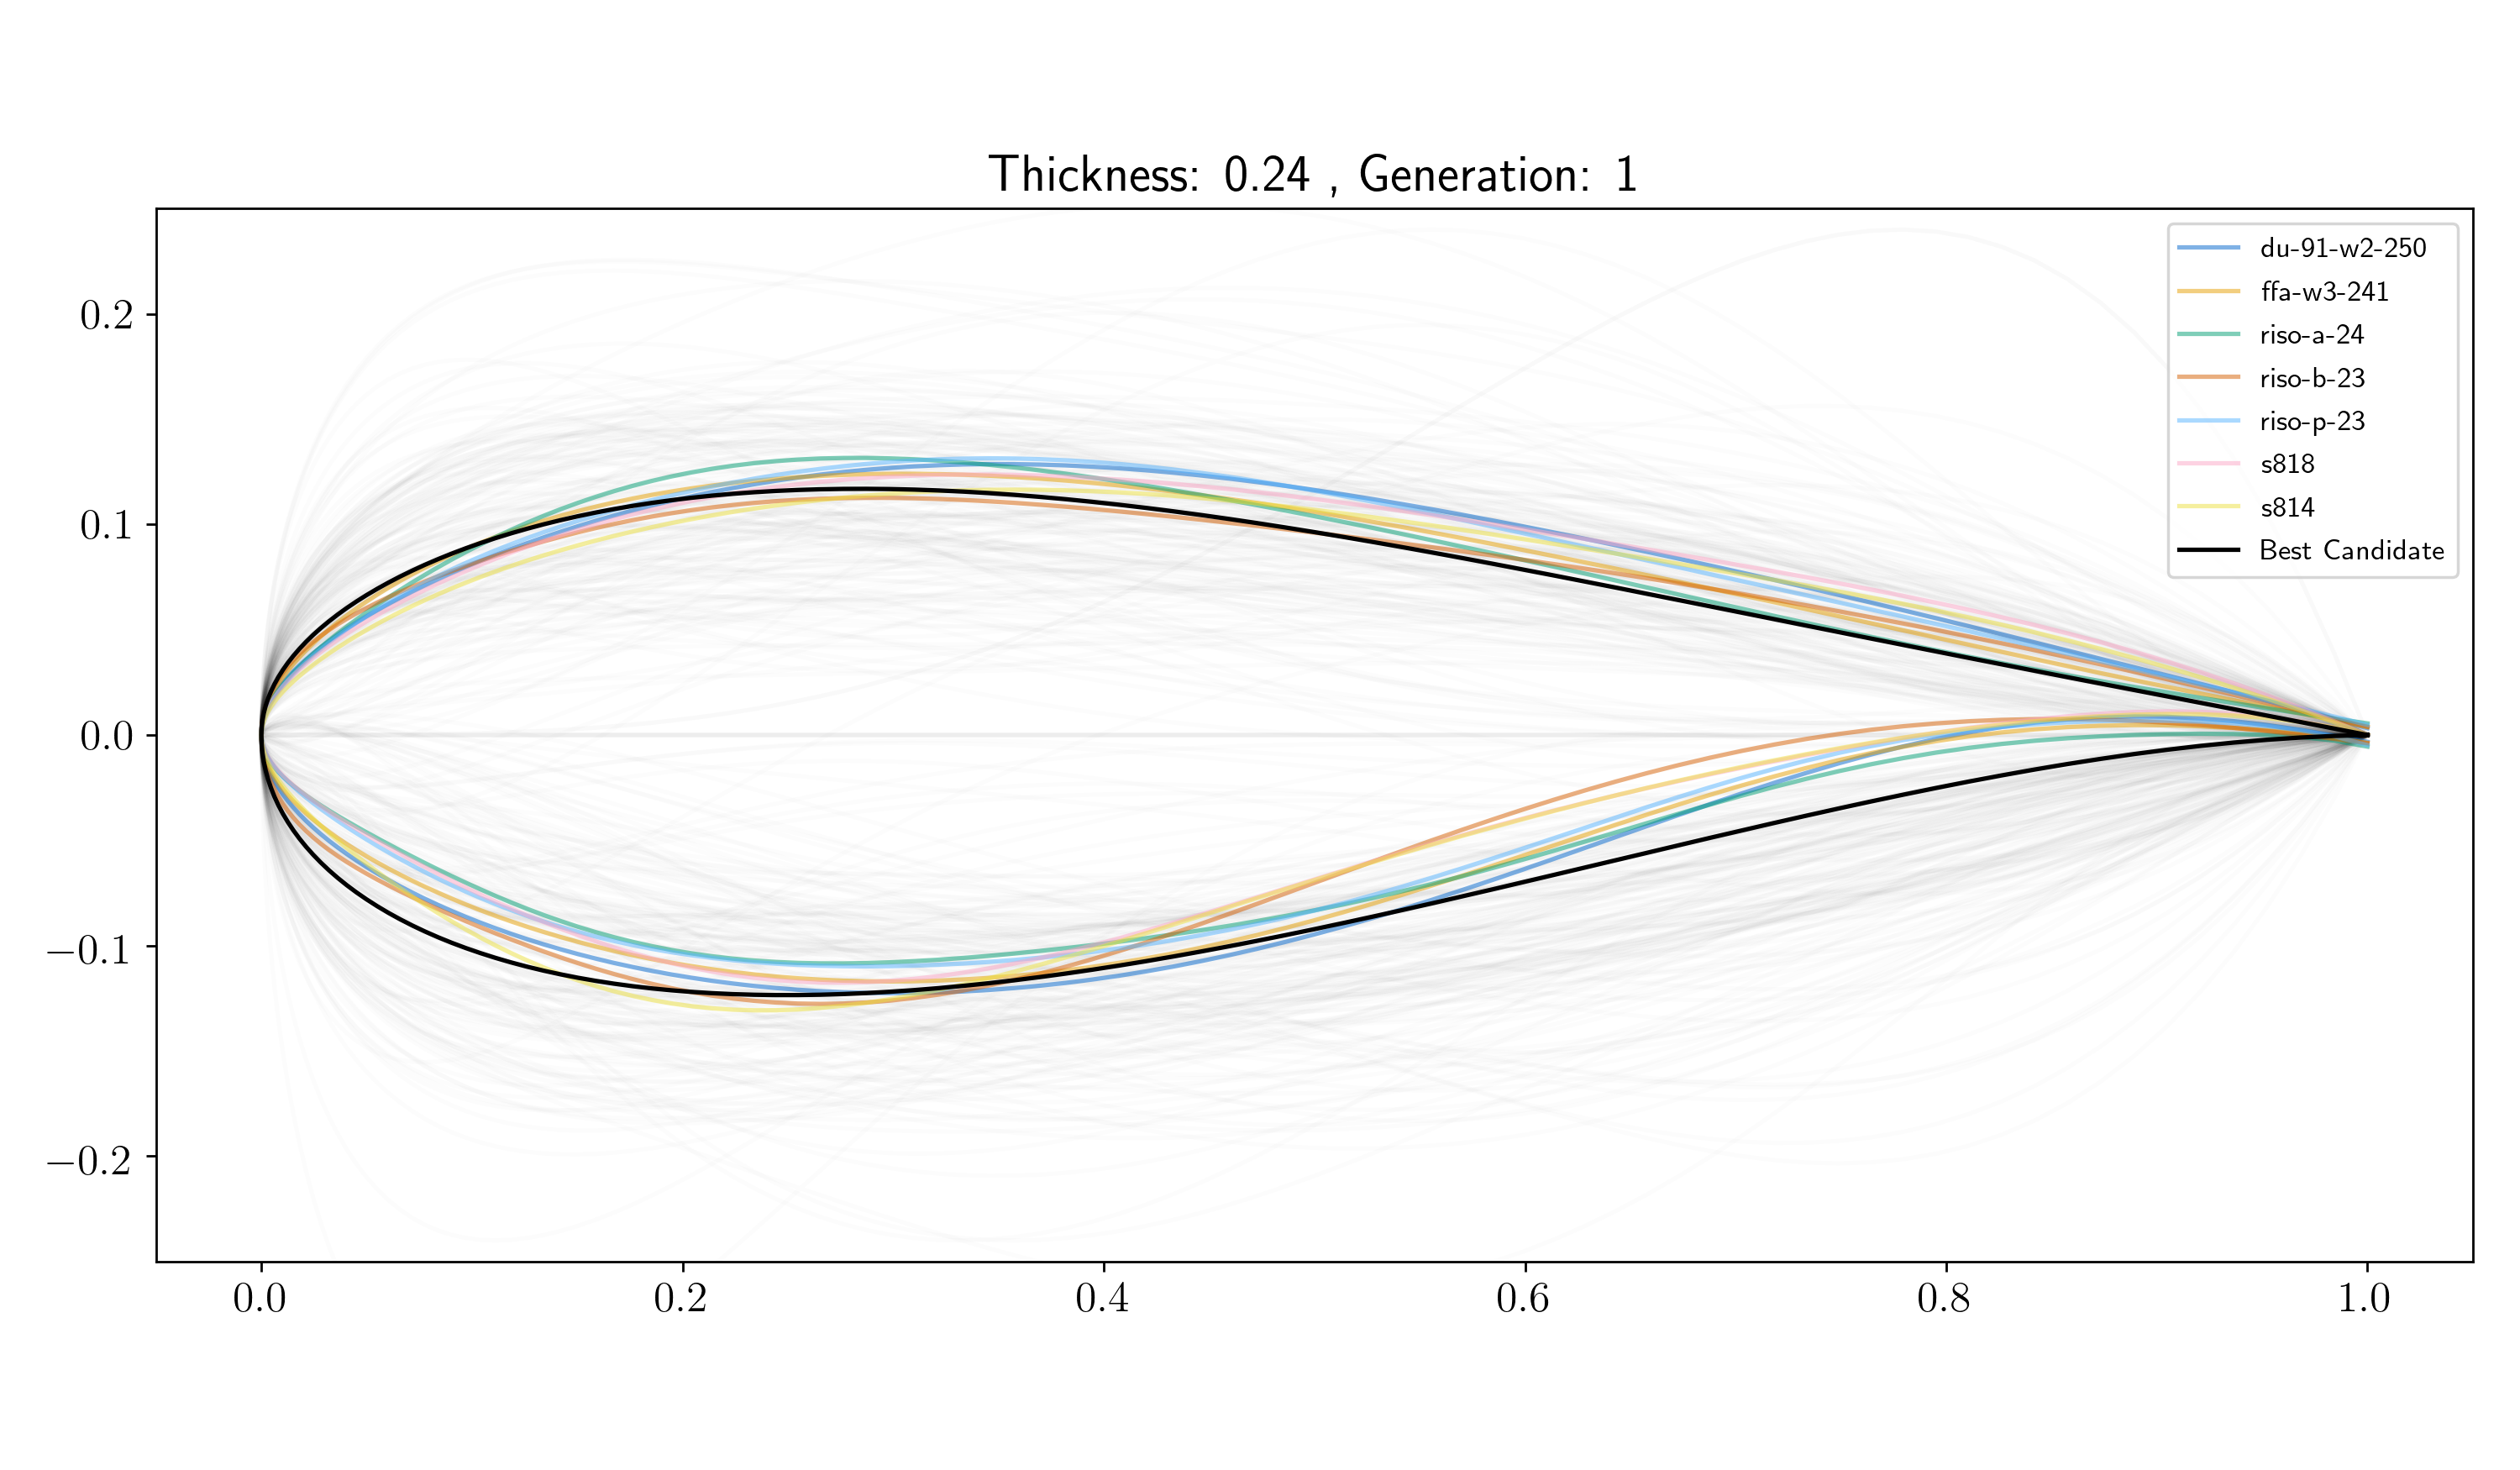 Thickness: 0.24 , Generation: 1
du-91-w2-250
ffa-w3-241
riso-a-24
riso-b-23
riso-p-23
s818
s814
Best Candidate
0.2
0.1
0.0
−0.1
−0.2
0.0 0.2 0.4 0.6 0.8 1.0